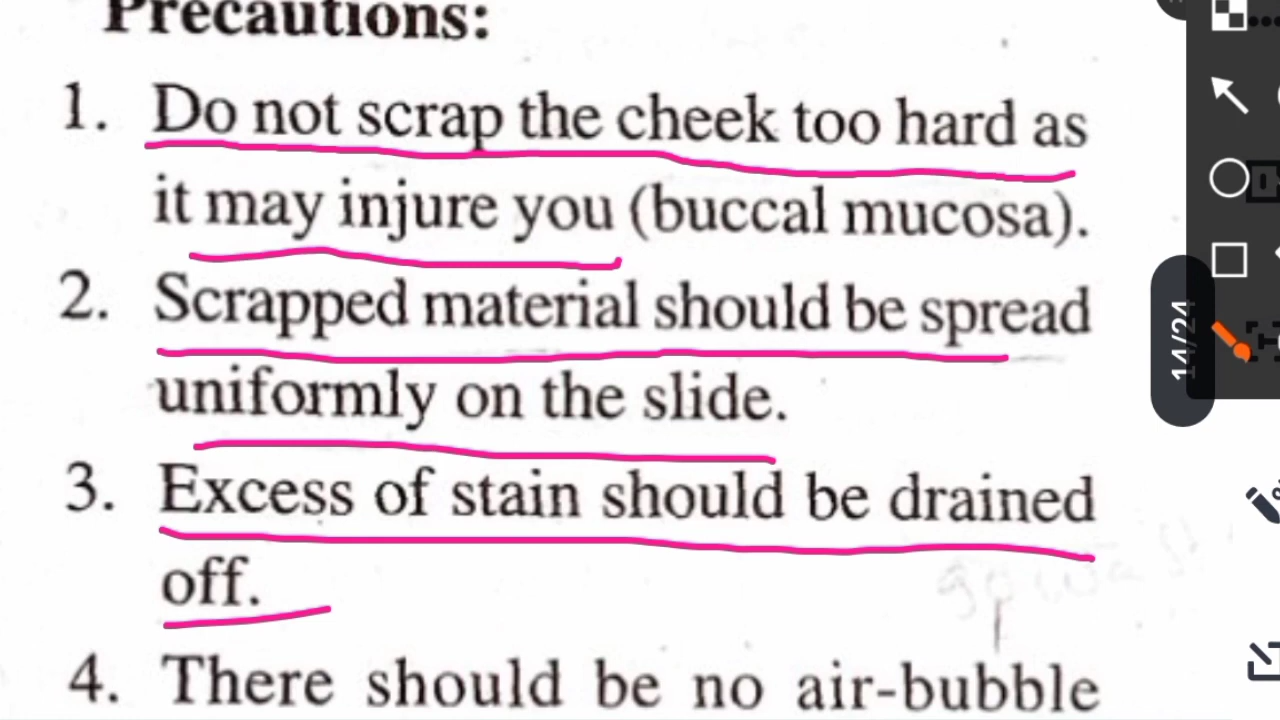 Precautions:
1. Do not scrap the cheek too hard as
it may injure you (buccal mucosa).
2. Scrapped material should be spread
uniformly on the slide.
3. Excess of stain should be drained
off.
4. There should be no air-bubble
14/24